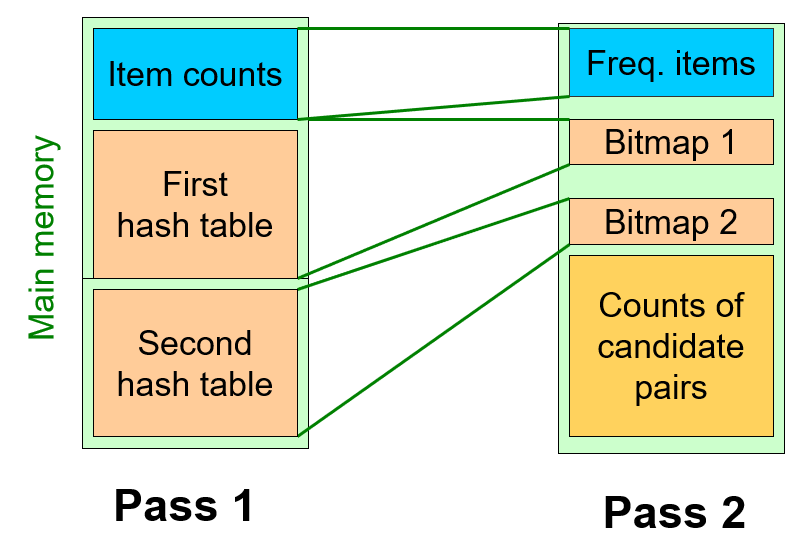 Main memory
Item counts
First
hash table
Second
hash table
Pass 1
Freq. items
Bitmap 1
Bitmap 2
Counts of
candidate
pairs
Pass 2